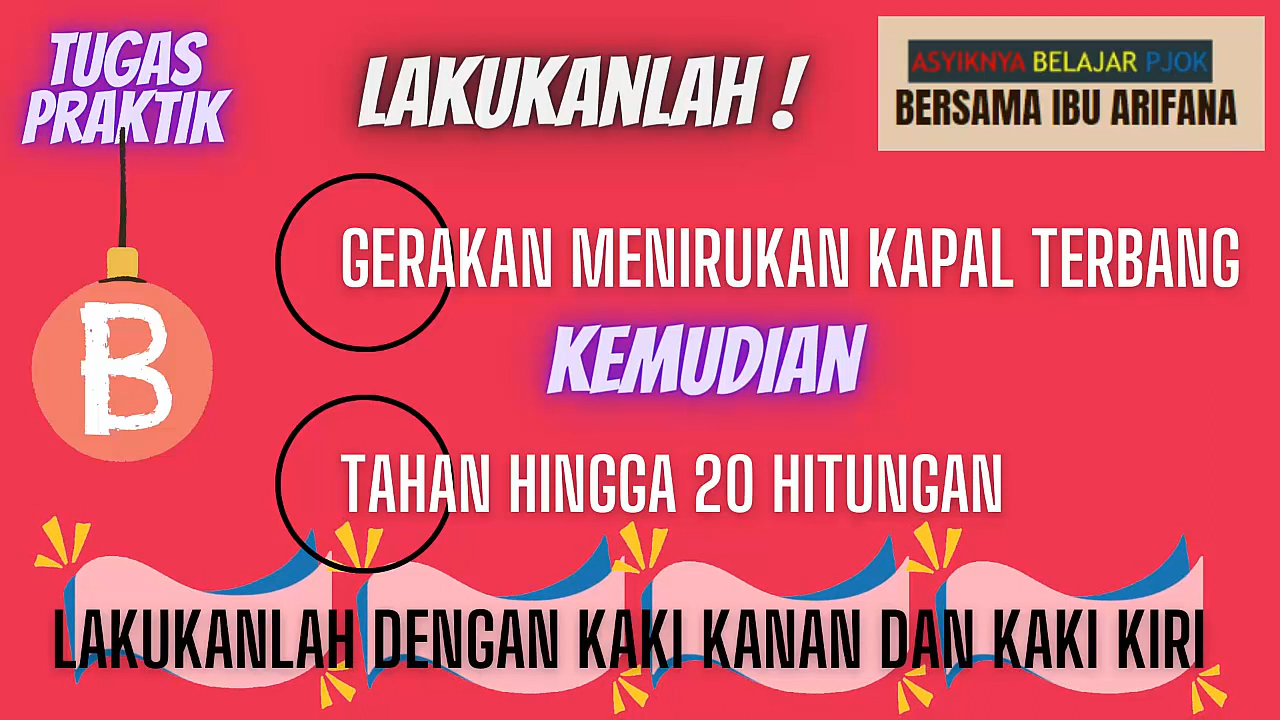 TUGAS
PRAKTIK
LAKUKANLAH !
ASYIKNYA BELAJAR PJOK
BERSAMA IBU ARIFANA
GERAKAN MENIRUKAN KAPAL TERBANG
KEMUDIAN
B
TAHAN HINGGA 20 HITUNGAN
LAKUKANLAH DENGAN KAKI KANAN DAN KAKI KIRI